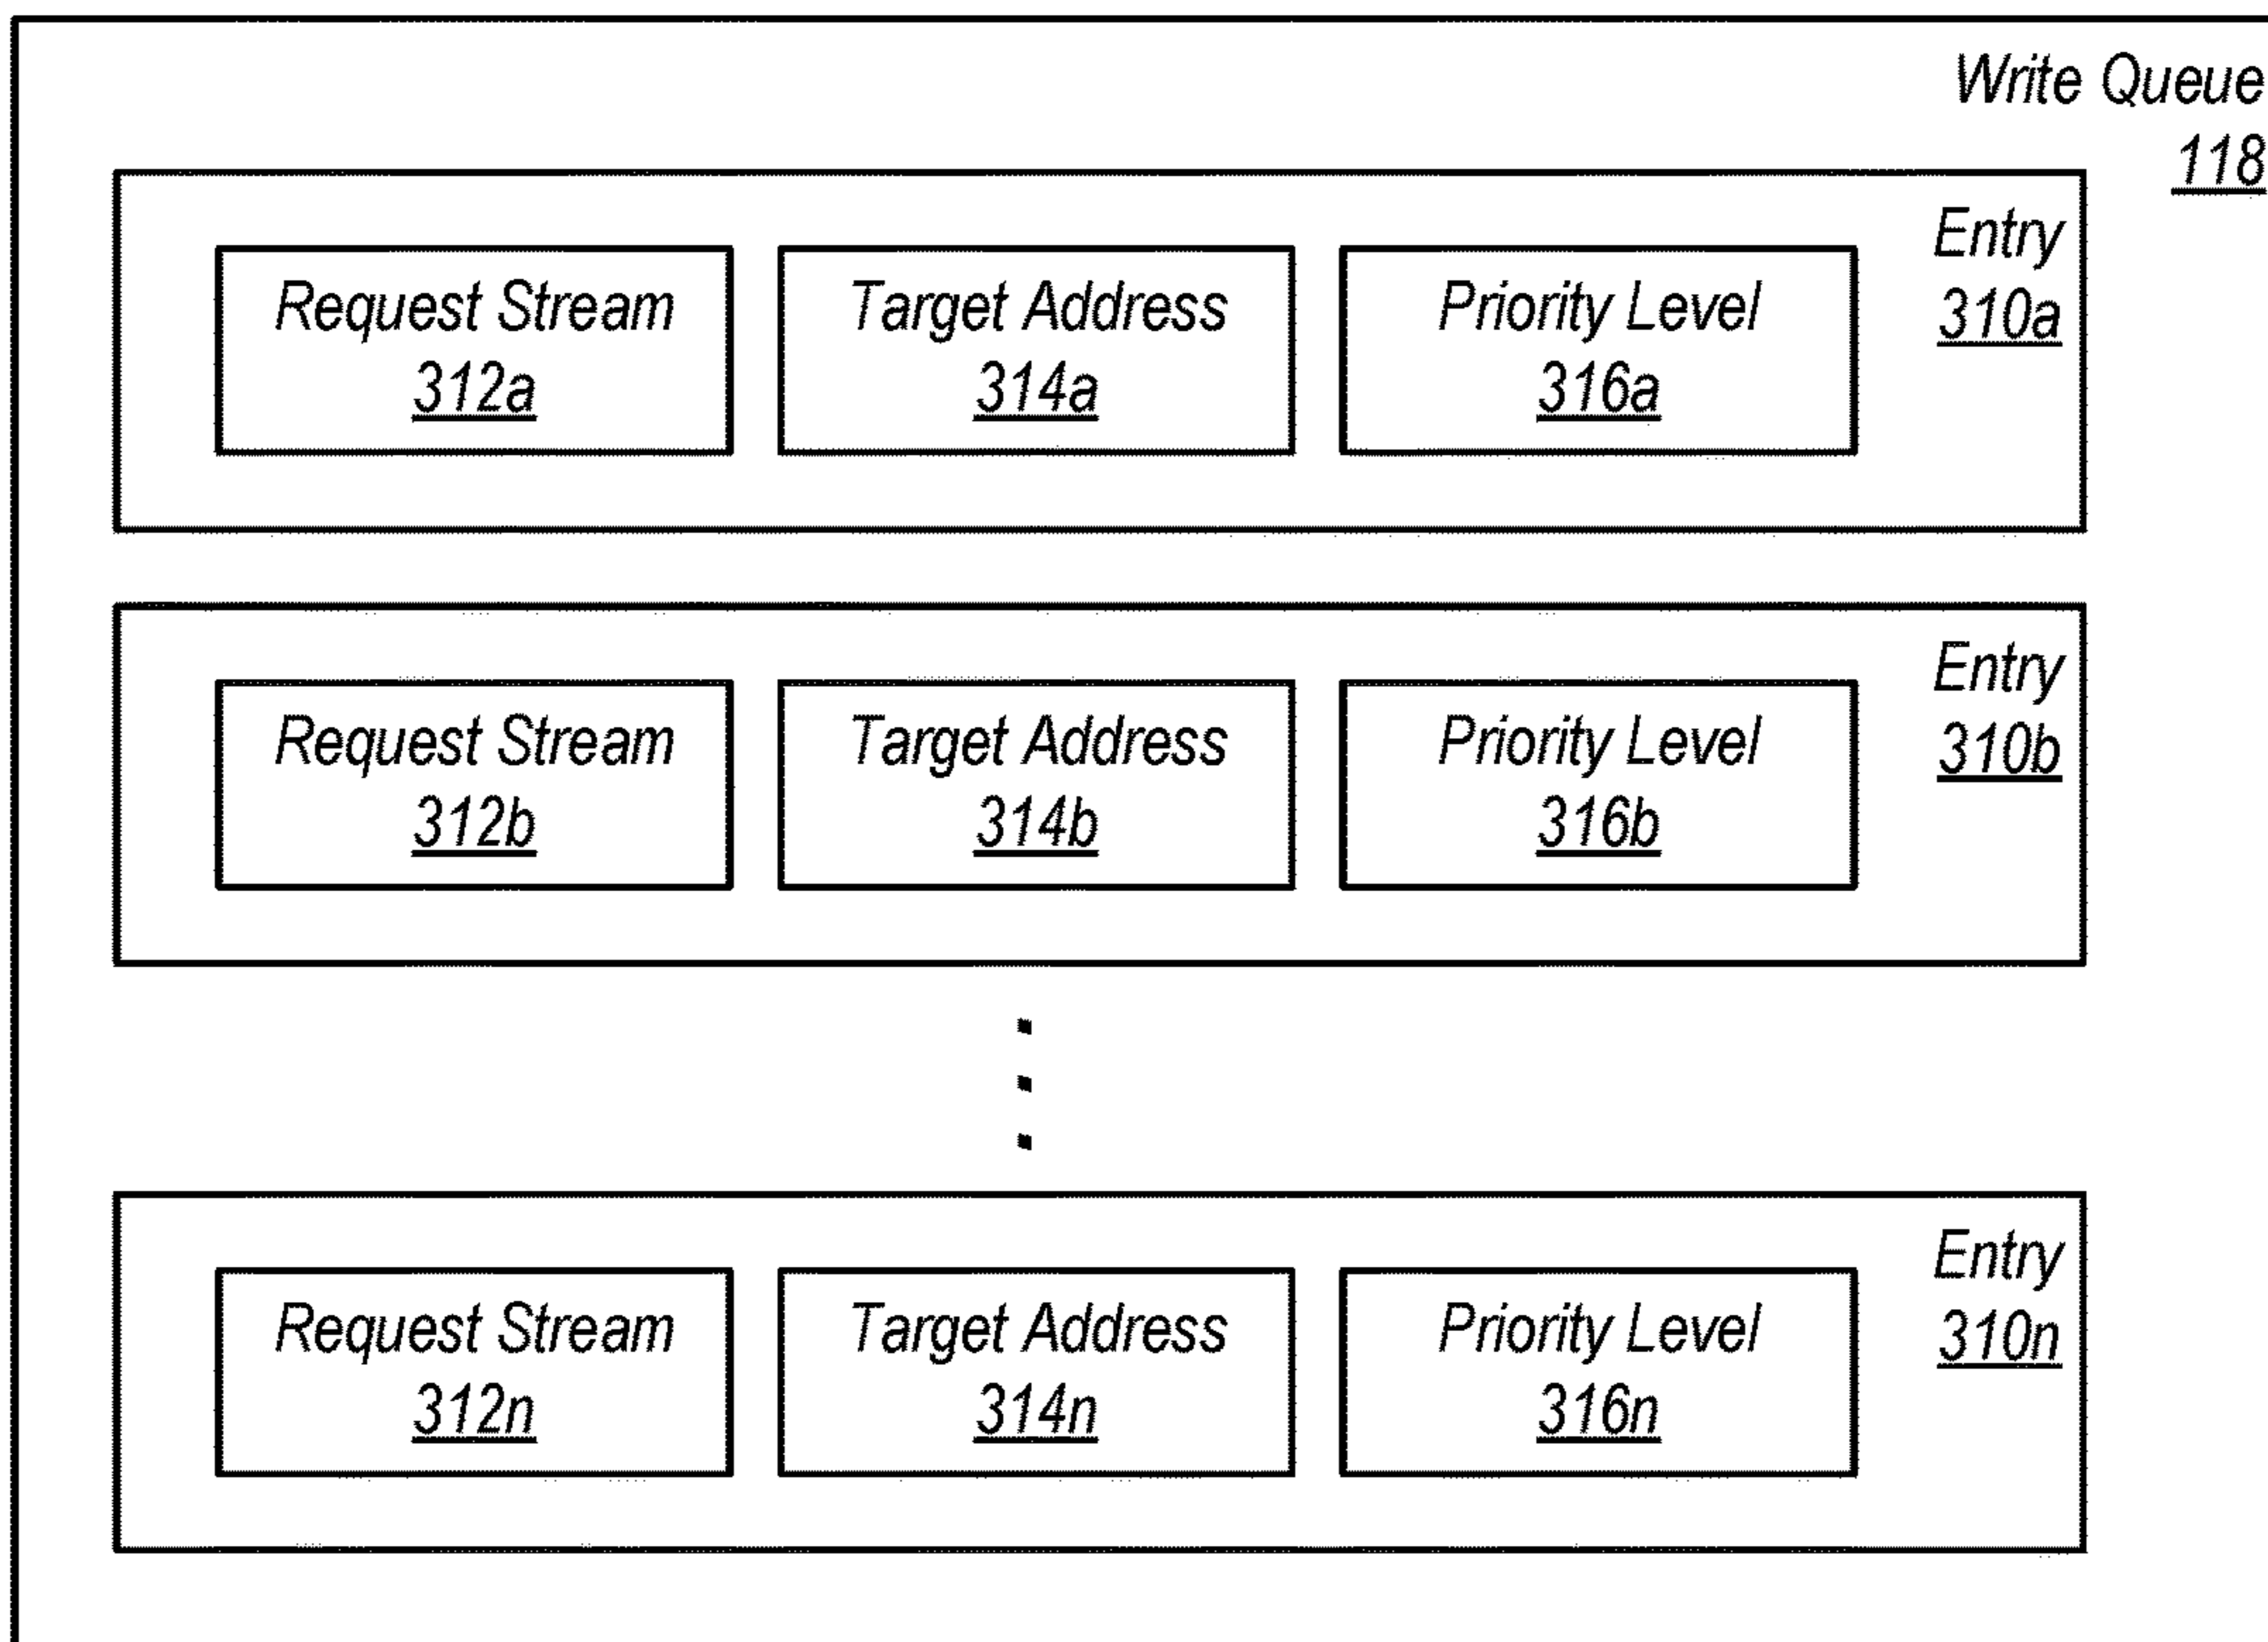 Write Queue
118
Entry
310a
Request Stream
312a
Target Address
314a
Priority Level
316a
Entry
310b
Request Stream
312b
Target Address
314b
Priority Level
316b
Entry
310n
Request Stream
312n
Target Address
314n
Priority Level
316n